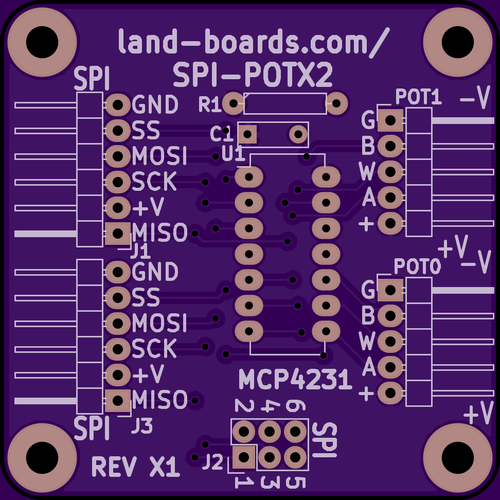 land-boards.com/
SPI-POTX2
SPI
R1
POT1
-V
GND
SS
MOSI
SCK
+V
MISO
J1
C1
U1
G
B
W
A
+
+V
-V
POT0
GND
SS
MOSI
SCK
+V
MISO
J3
SPI
G
B
W
A
+
+V
MCP4231
2 4 6
SPI
J2
1 3 5
REV X1